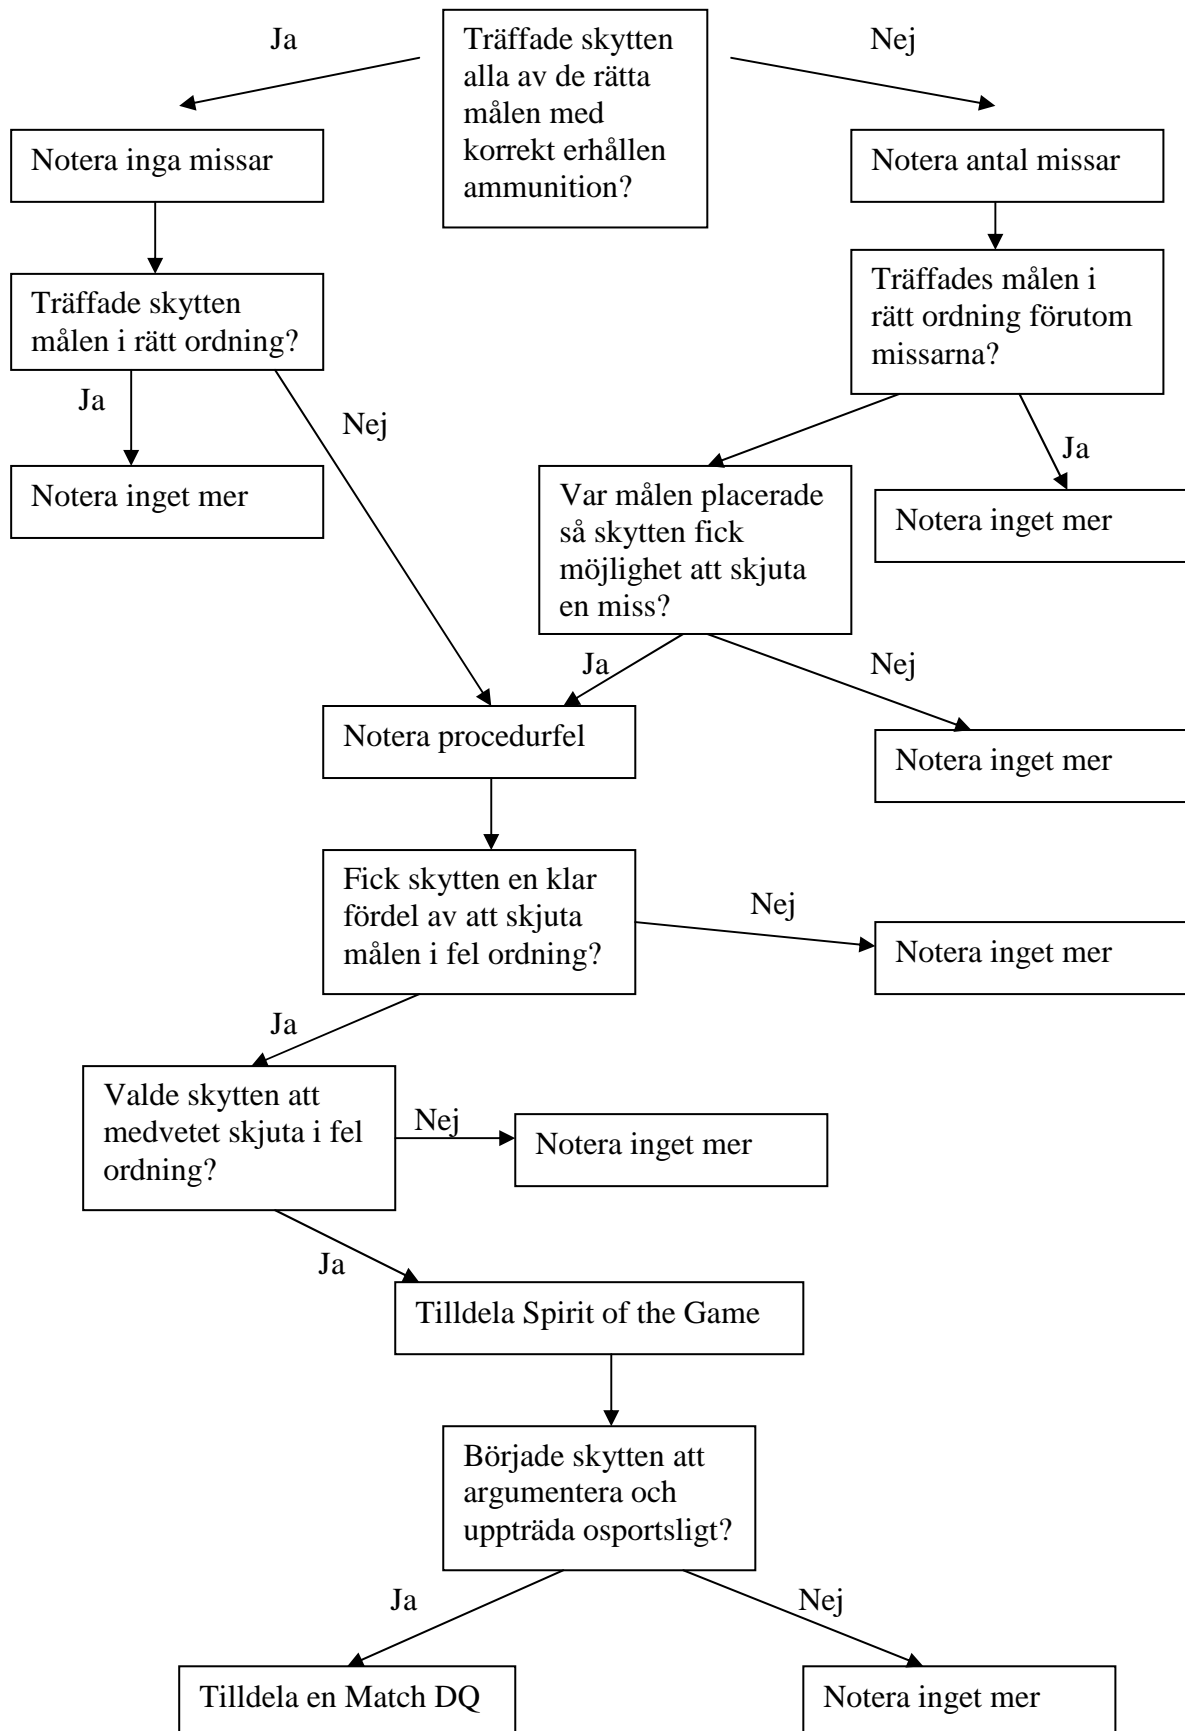 Ja
Träffade skytten
alla av de rätta
målen med
korrekt erhållen
ammunition?
Nej
Notera inga missar
Notera antal missar
Träffade skytten
målen i rätt ordning?
Träffades målen i
rätt ordning förutom
missarna?
Ja
Nej
Ja
Notera inget mer
Var målen placerade
så skytten fick
möjlighet att skjuta
en miss?
Notera inget mer
Ja
Nej
Notera procedurfel
Notera inget mer
Fick skytten en klar
fördel av att skjuta
målen i fel ordning?
Nej
Notera inget mer
Ja
Valde skytten att
medvetet skjuta i fel
ordning?
Nej
Notera inget mer
Ja
Tilldela Spirit of the Game
Började skytten att
argumentera och
uppträda osportsligt?
Ja
Nej
Tilldela en Match DQ
Notera inget mer